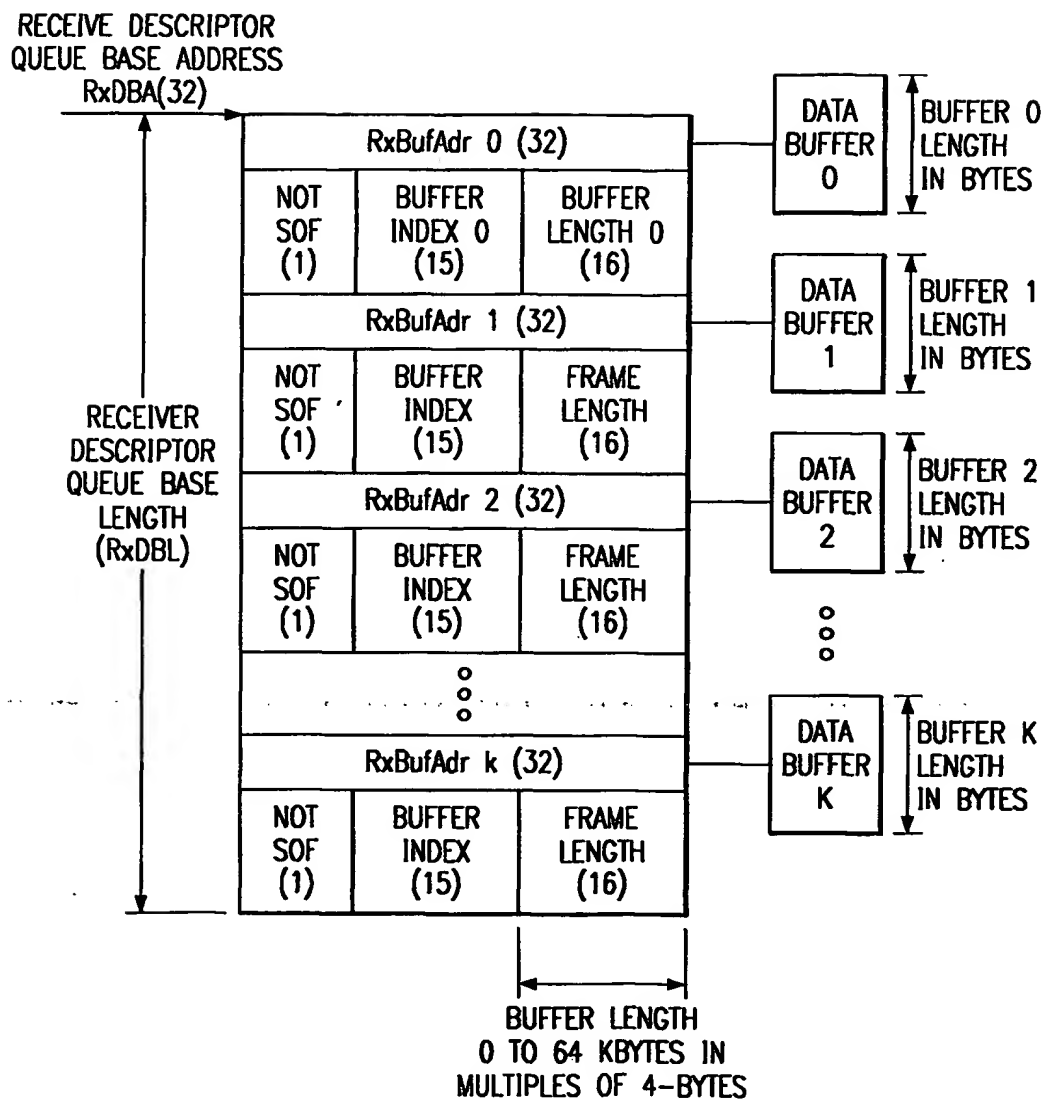 RECEIVE DESCRIPTOR
QUEUE BASE ADDRESS
RxDBA(32)
RxBufAdr 0 (32)
NOT
SOF
(1)
BUFFER
INDEX 0
(15)
BUFFER
LENGTH 0
(16)
RxBufAdr 1 (32)
NOT
SOF
(1)
BUFFER
INDEX
(15)
FRAME
LENGTH
(16)
RxBufAdr 2 (32)
NOT
SOF
(1)
BUFFER
INDEX
(15)
FRAME
LENGTH
(16)
RxBufAdr k (32)
NOT
SOF
(1)
BUFFER
INDEX
(15)
FRAME
LENGTH
(16)
RECEIVER
DESCRIPTOR
QUEUE BASE
LENGTH
(RxDBL)
DATA
BUFFER
0
BUFFER 0
LENGTH
IN BYTES
DATA
BUFFER
1
BUFFER 1
LENGTH
IN BYTES
DATA
BUFFER
2
BUFFER 2
LENGTH
IN BYTES
DATA
BUFFER
K
BUFFER K
LENGTH
IN BYTES
BUFFER LENGTH
0 TO 64 KBYTES IN
MULTIPLES OF 4-BYTES